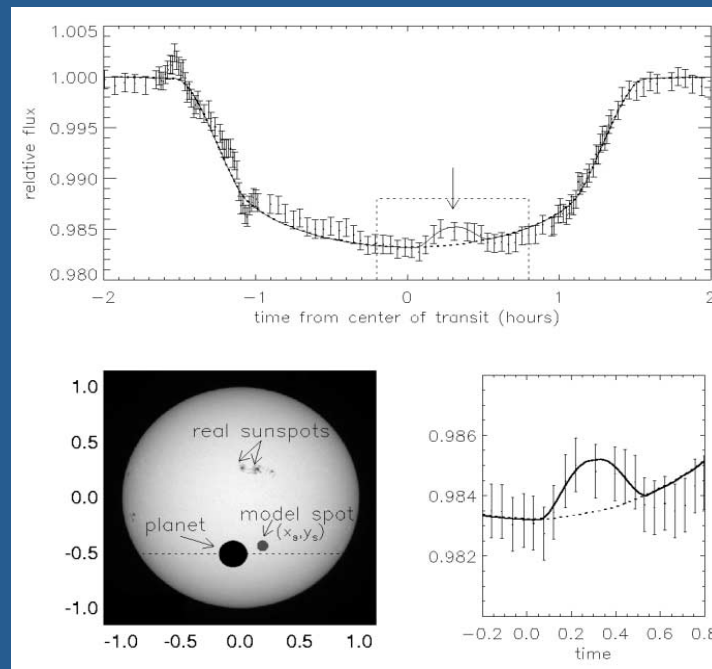 1.005
1.000
0.995
0.990
0.985
0.980
relative flux
-2 -1 0 1 2
time from center of transit (hours)
1.0
0.5
0.0
-0.5
-1.0
real sunspots
planet
model spot
(xs,ys)
-1.0 -0.5 0.0 0.5 1.0
0.986
0.984
0.982
-0.2 0.0 0.2 0.4 0.6 0.8
time